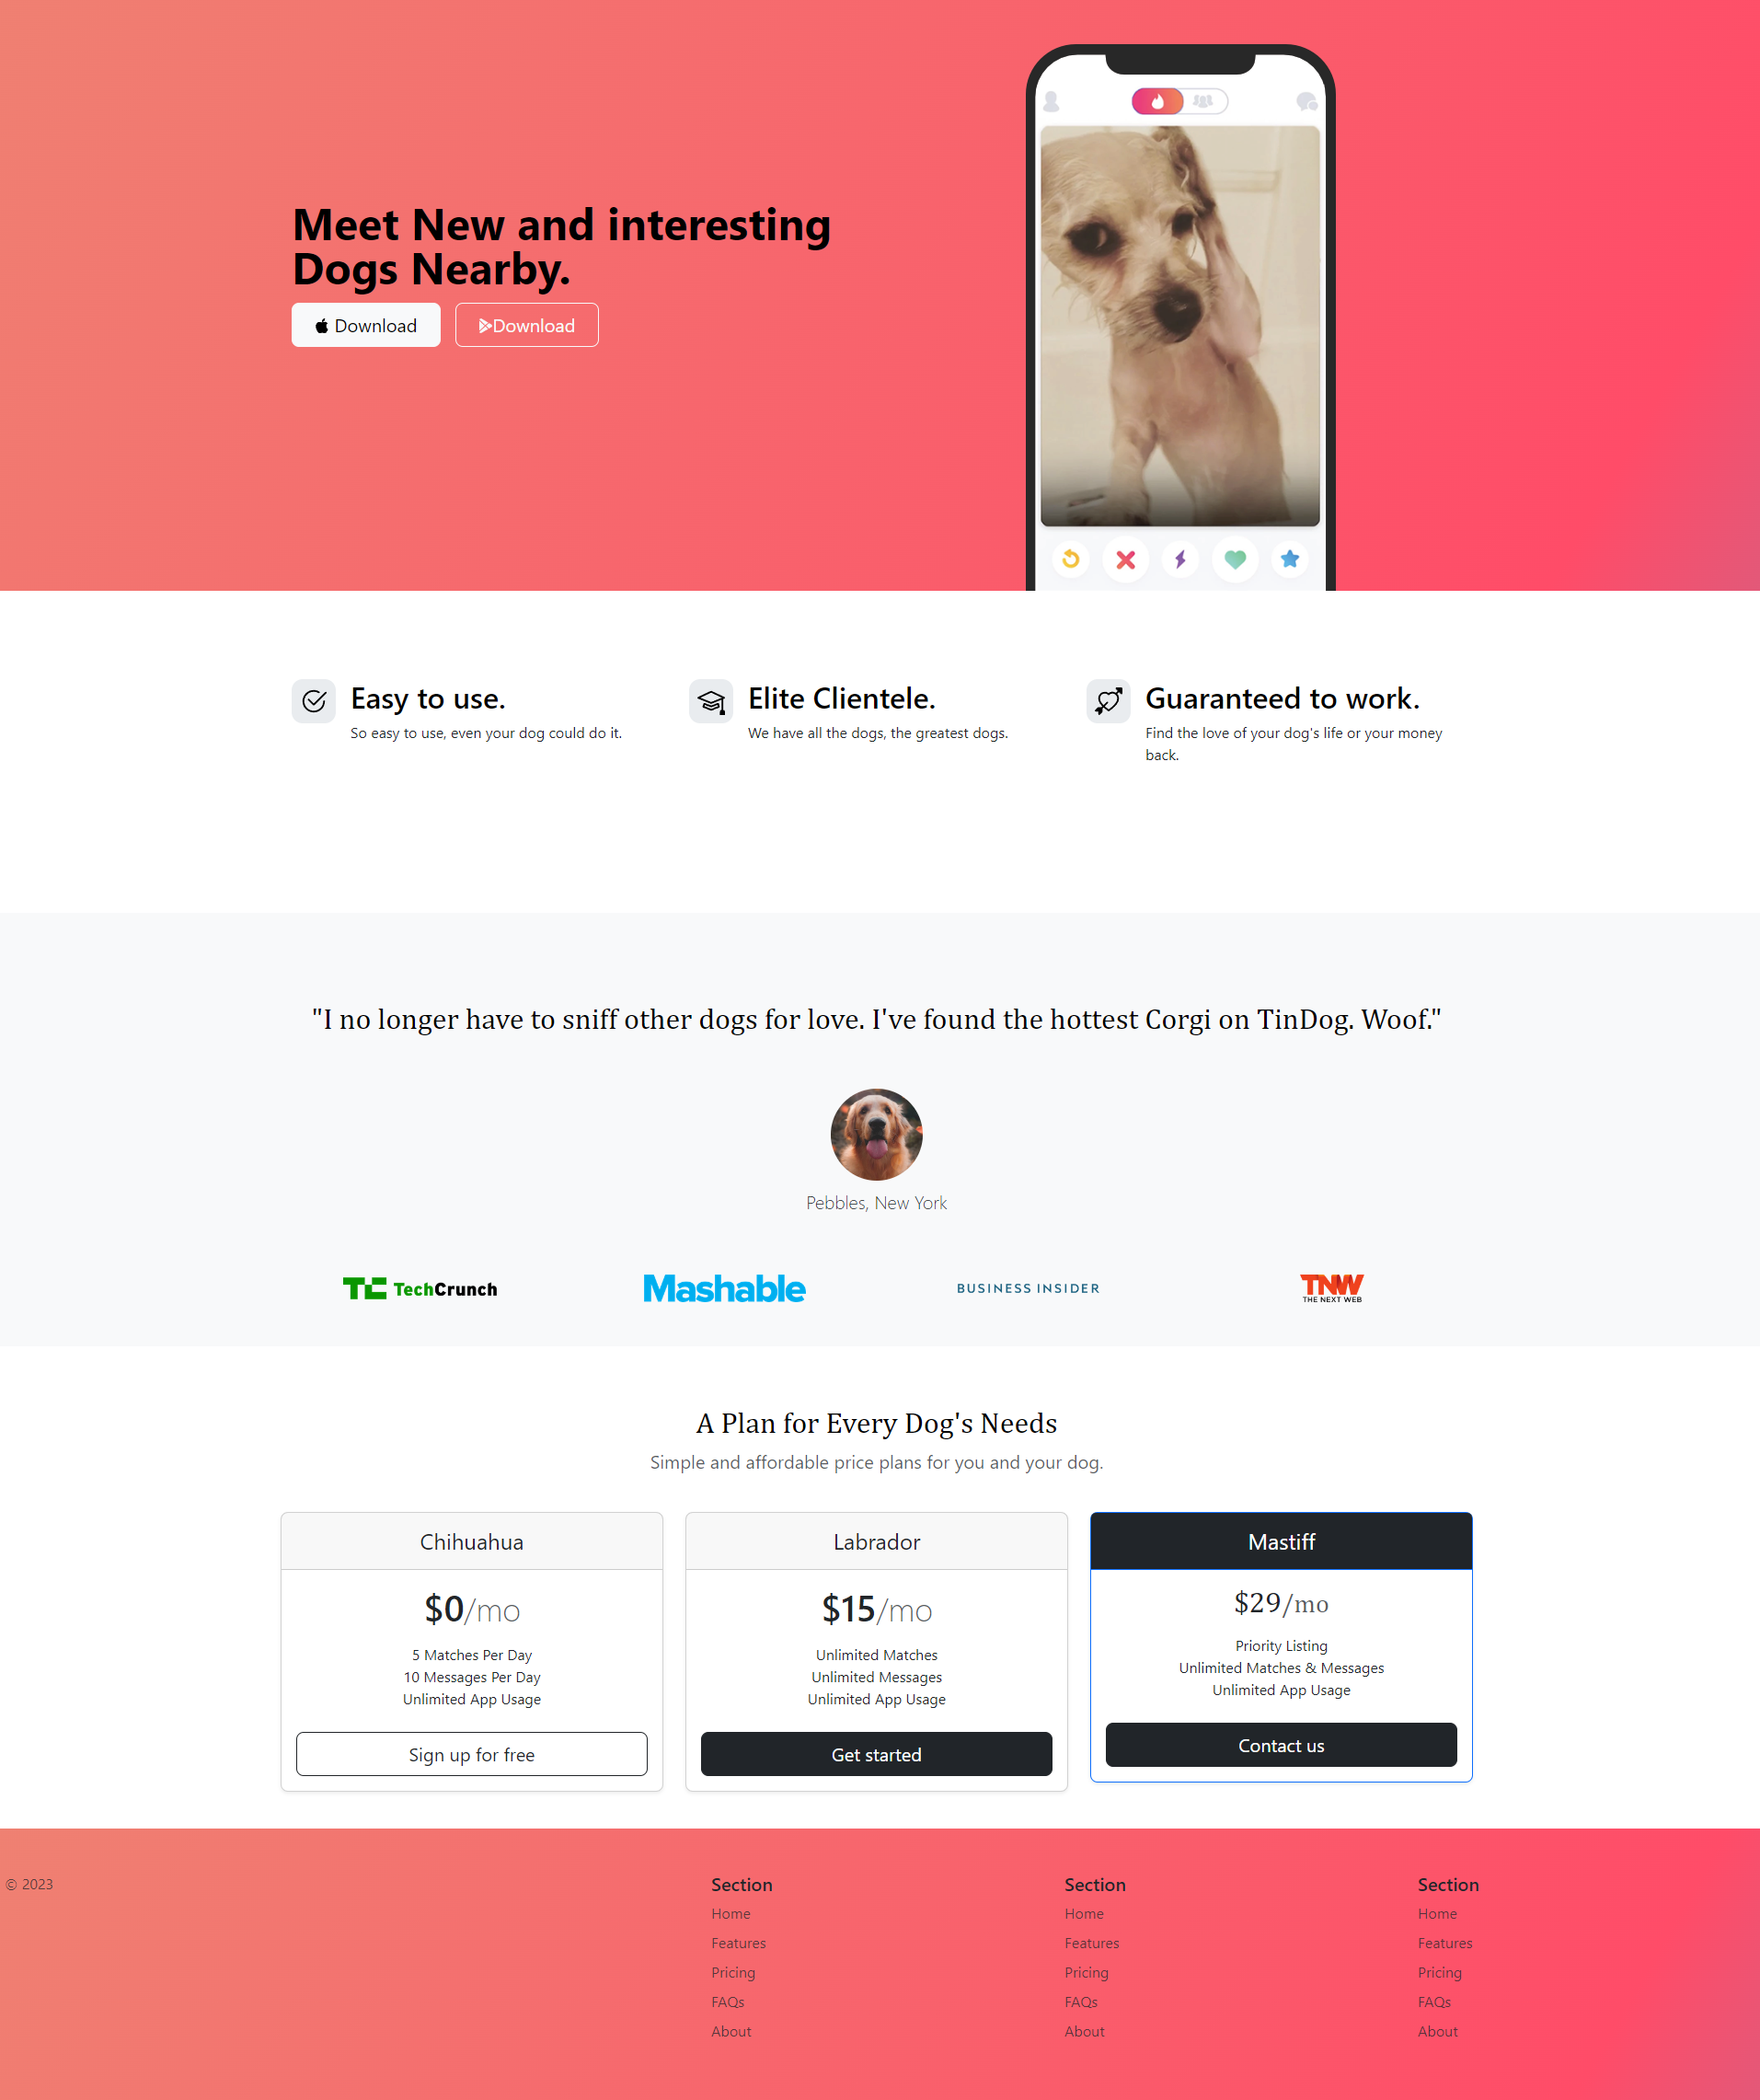 Meet New and interesting
Dogs Nearby.
Download
Download
Easy to use.
So easy to use, even your dog could do it.
Elite Clientele.
We have all the dogs, the greatest dogs.
Guaranteed to work.
Find the love of your dog's life or your money
back.
"I no longer have to sniff other dogs for love. I've found the hottest Corgi on TinDog. Woof."
Pebbles, New York
TC TechCrunch
Mashable
BUSINESS INSIDER
TNW
THE NEXT WEB
A Plan for Every Dog's Needs
Simple and affordable price plans for you and your dog.
Chihuahua
$0/mo
5 Matches Per Day
10 Messages Per Day
Unlimited App Usage
Sign up for free
Labrador
$15/mo
Unlimited Matches
Unlimited Messages
Unlimited App Usage
Get started
Mastiff
$29/mo
Priority Listing
Unlimited Matches & Messages
Unlimited App Usage
Contact us
© 2023
Section
Home
Features
Pricing
FAQs
About
Section
Home
Features
Pricing
FAQs
About
Section
Home
Features
Pricing
FAQs
About